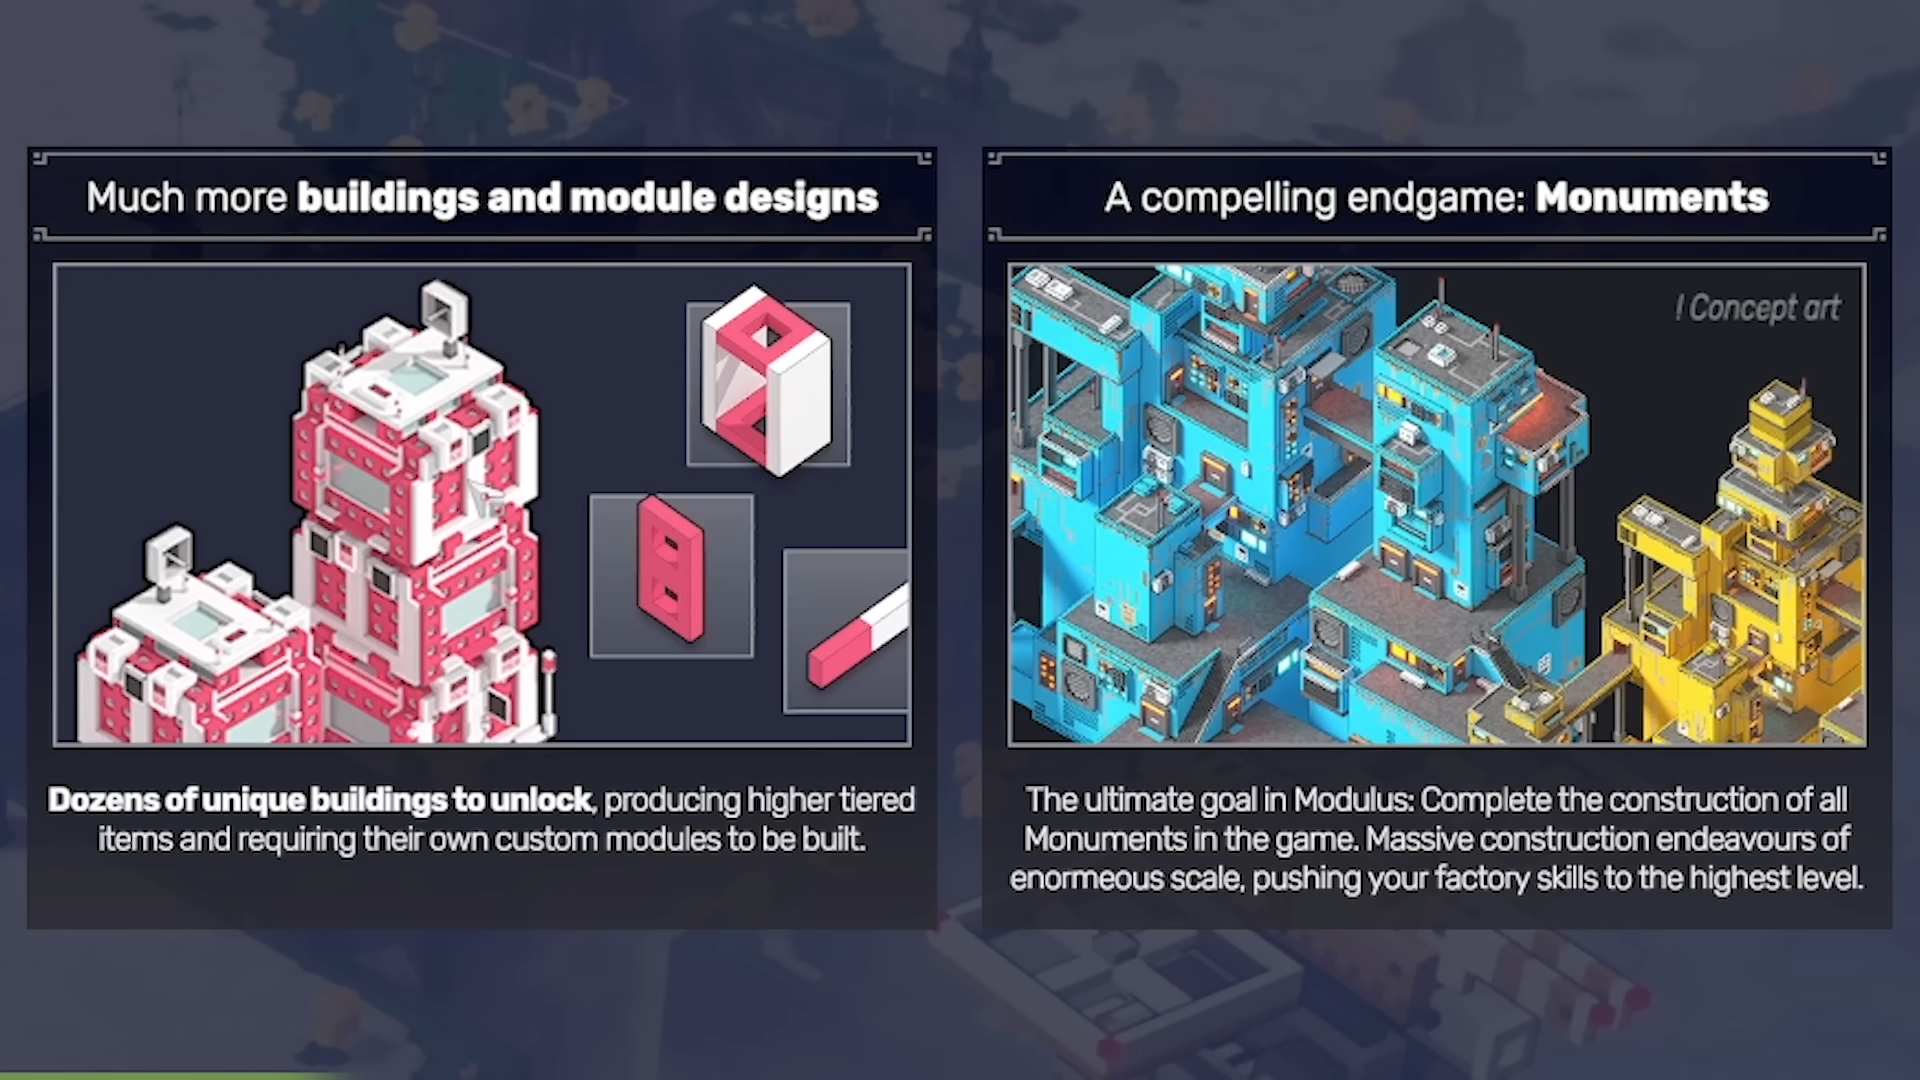 Much more buildings and module designs
Dozens of unique buildings to unlock, producing higher tiered
items and requiring their own custom modules to be built.
A compelling endgame: Monuments
! Concept art
The ultimate goal in Modulus: Complete the construction of all
Monuments in the game. Massive construction endeavours of
enormeous scale, pushing your factory skills to the highest level.